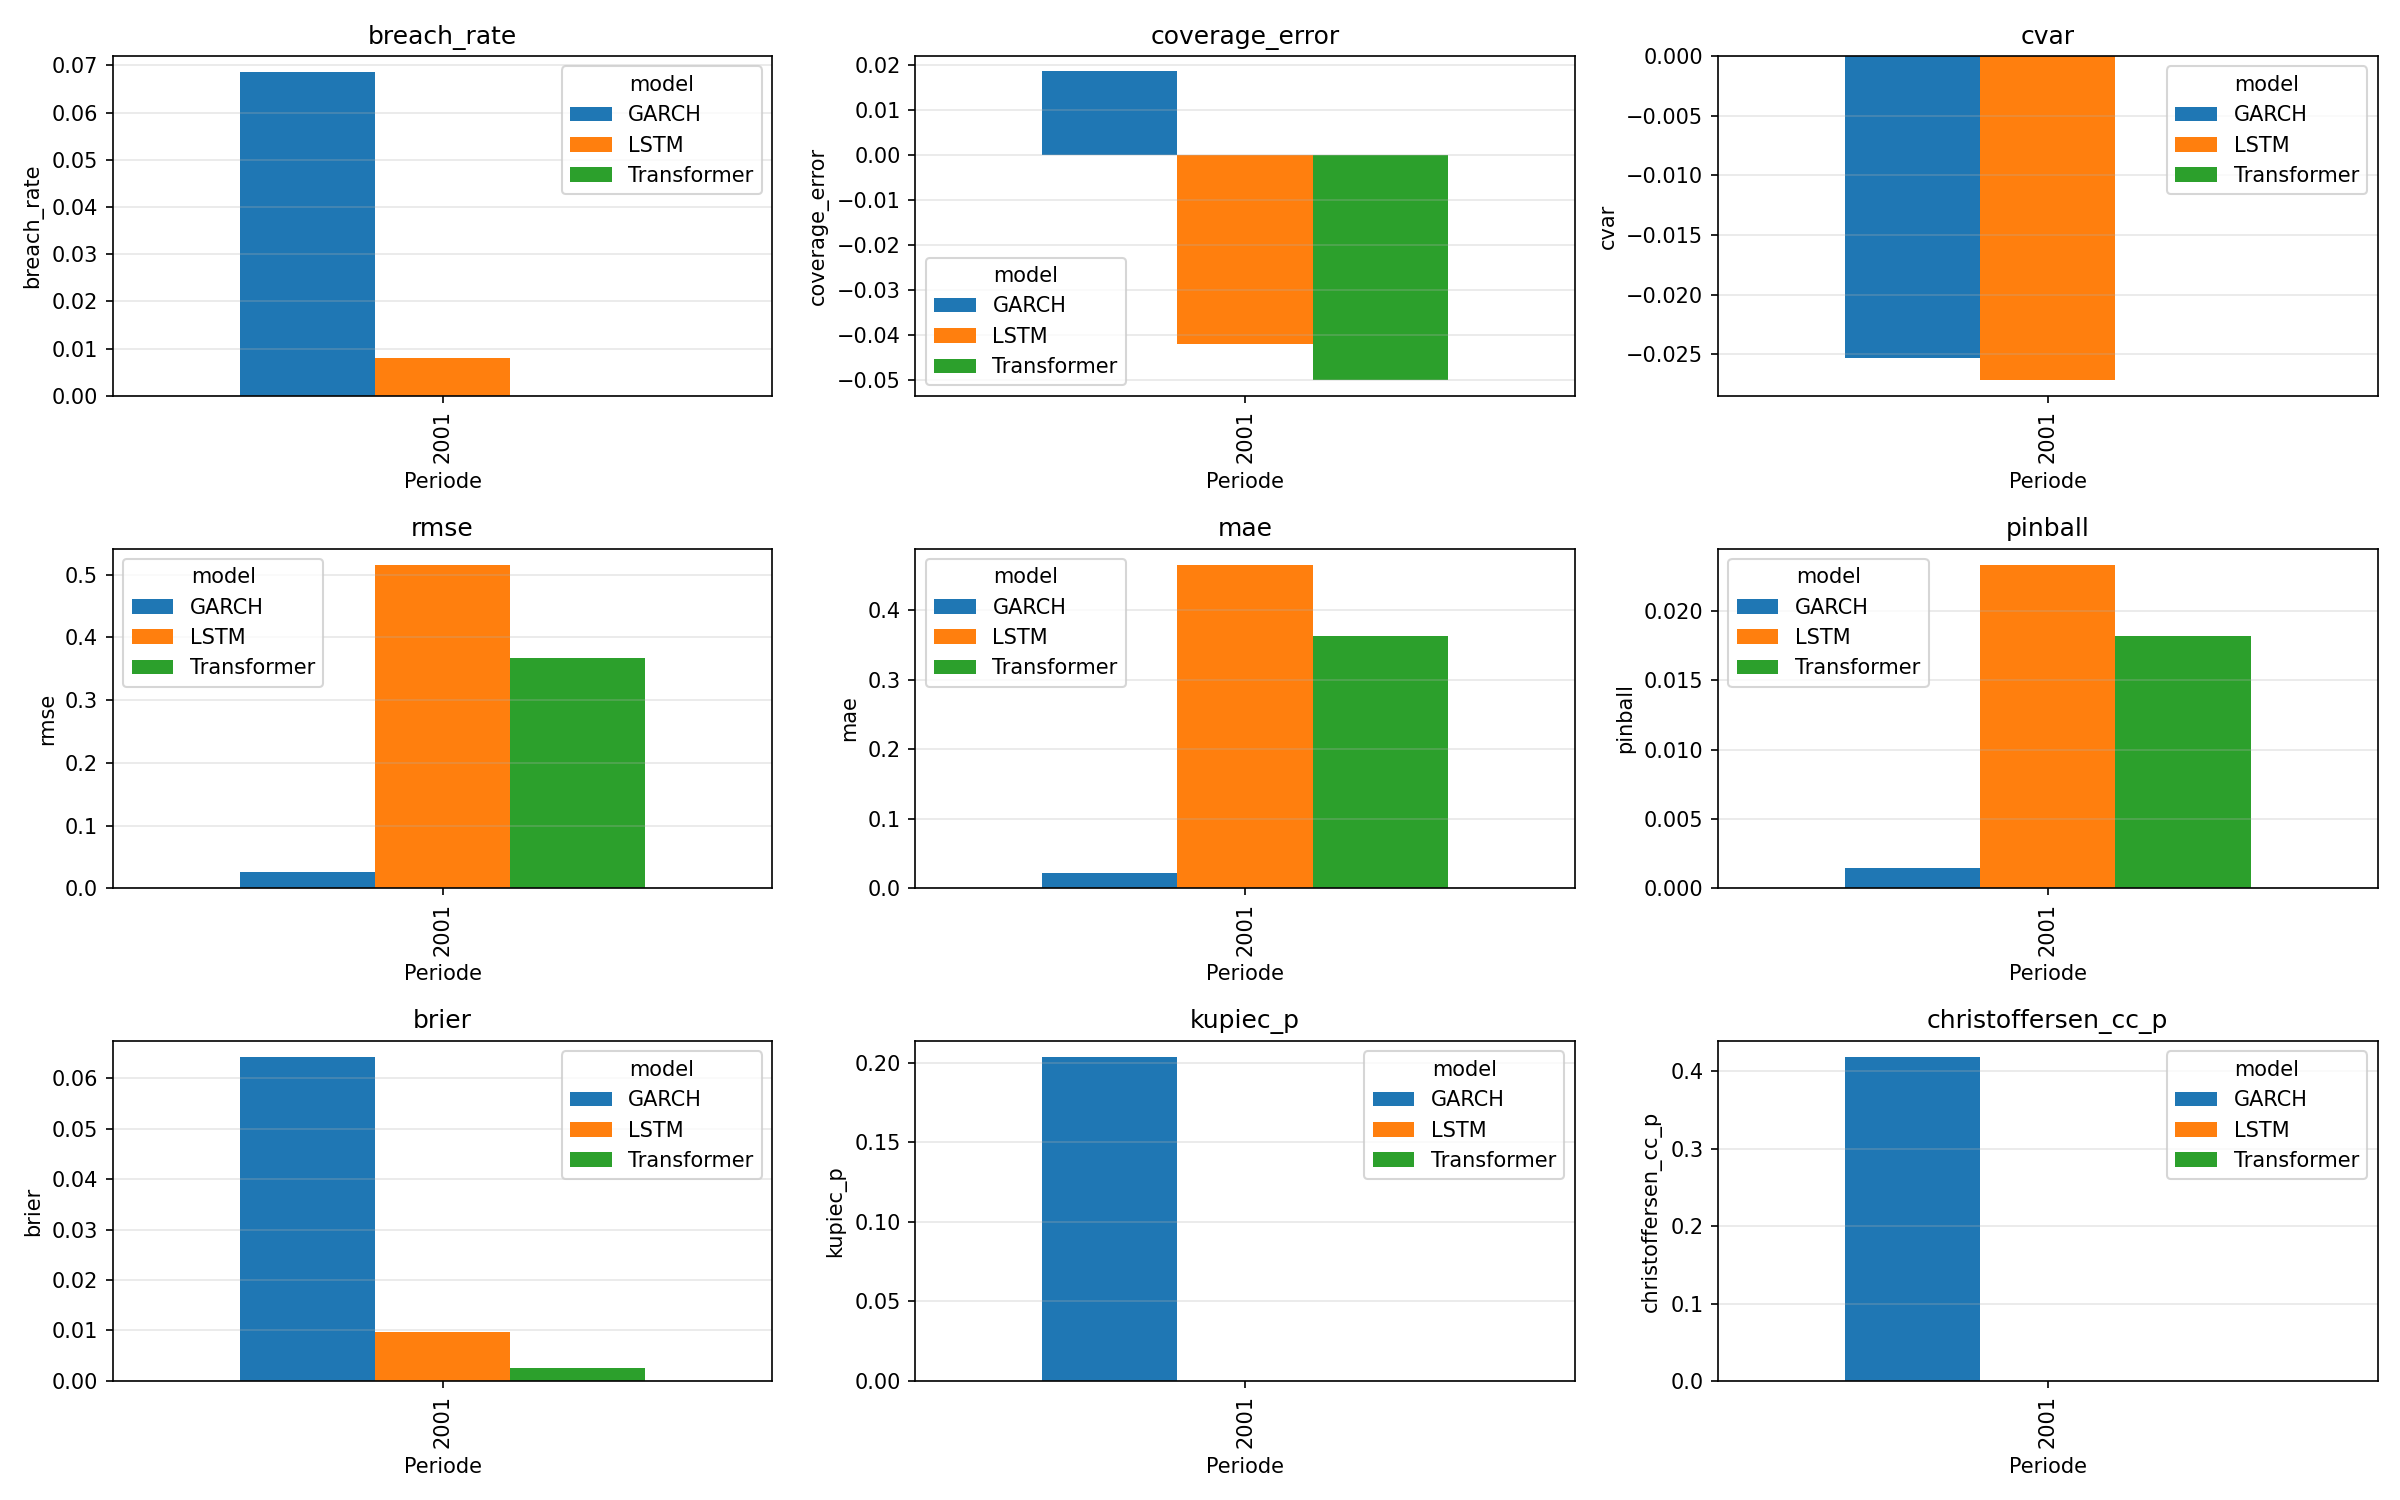 breach_rate
0.07
0.06
0.05
0.04
0.03
0.02
0.01
0.00
breach_rate
model
GARCH
LSTM
Transformer
2001
Periode
coverage_error
0.02
0.01
0.00
−0.01
−0.02
−0.03
−0.04
−0.05
coverage_error
model
GARCH
LSTM
Transformer
2001
Periode
cvar
0.000
−0.005
−0.010
−0.015
−0.020
−0.025
cvar
model
GARCH
LSTM
Transformer
2001
Periode
rmse
0.5
0.4
0.3
0.2
0.1
0.0
rmse
model
GARCH
LSTM
Transformer
2001
Periode
mae
0.4
0.3
0.2
0.1
0.0
mae
model
GARCH
LSTM
Transformer
2001
Periode
pinball
0.020
0.015
0.010
0.005
0.000
pinball
model
GARCH
LSTM
Transformer
2001
Periode
brier
0.06
0.05
0.04
0.03
0.02
0.01
0.00
brier
model
GARCH
LSTM
Transformer
2001
Periode
kupiec_p
0.20
0.15
0.10
0.05
0.00
kupiec_p
model
GARCH
LSTM
Transformer
2001
Periode
christoffersen_cc_p
0.4
0.3
0.2
0.1
0.0
christoffersen_cc_p
model
GARCH
LSTM
Transformer
2001
Periode